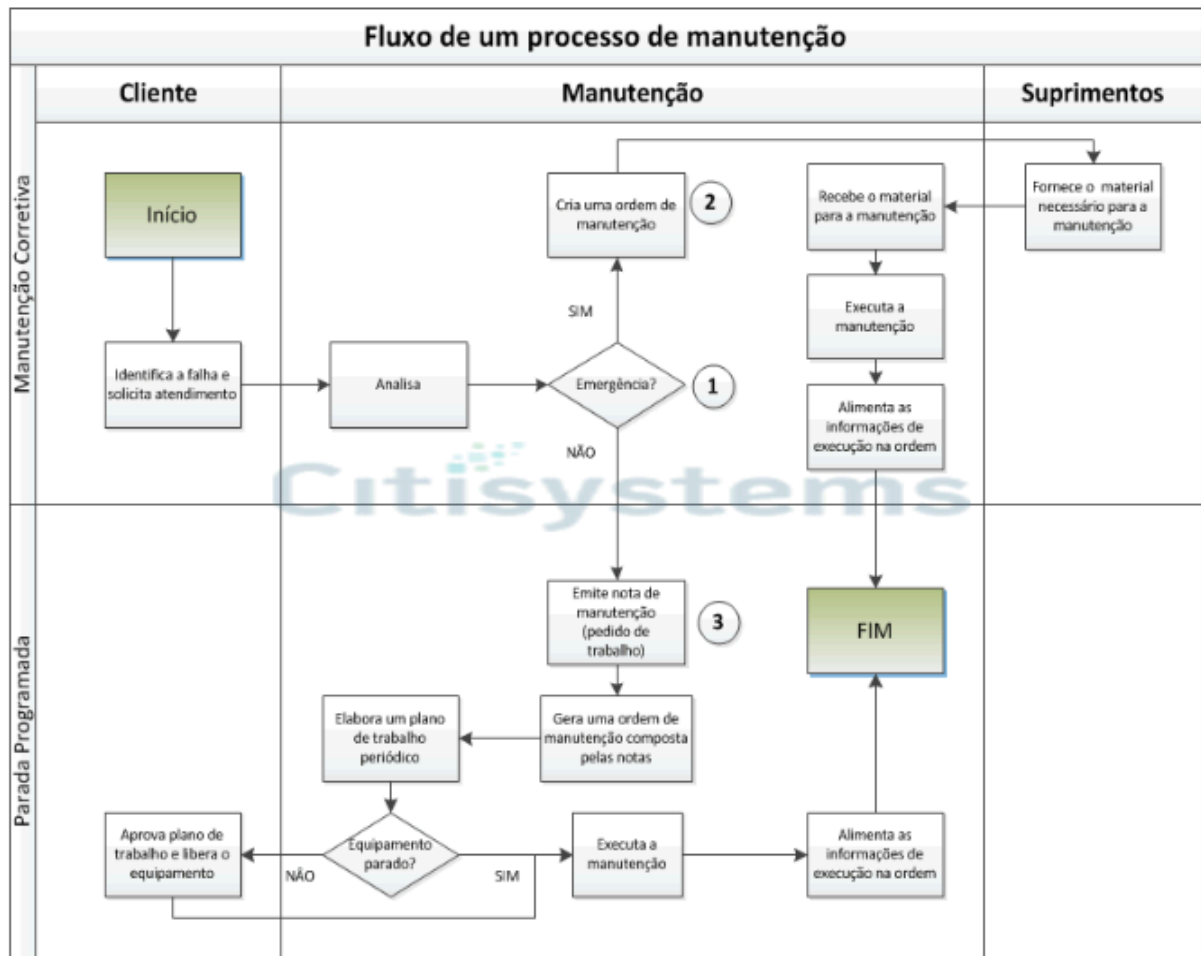 Fluxo de um processo de manutenção
Cliente
Manutenção
Suprimentos
Manutenção Corretiva
Início
Cria uma ordem de
manutenção
2
Recebe o material
para a manutenção
Fornece o material
necessário para a
manutenção
SIM
Executa a
manutenção
Identifica a falha e
solicita atendimento
Analisa
Emergência?
1
Alimenta as
informações de
execução na ordem
NÃO
Citisystems
Parada Programada
Emite nota de
manutenção
(pedido de
trabalho)
3
FIM
Elabora um plano
de trabalho
periódico
Gera uma ordem de
manutenção composta
pelas notas
Aprova plano de
trabalho e libera o
equipamento
NÃO
Equipamento
parado?
SIM
Executa a
manutenção
Alimenta as
informações de
execução na ordem